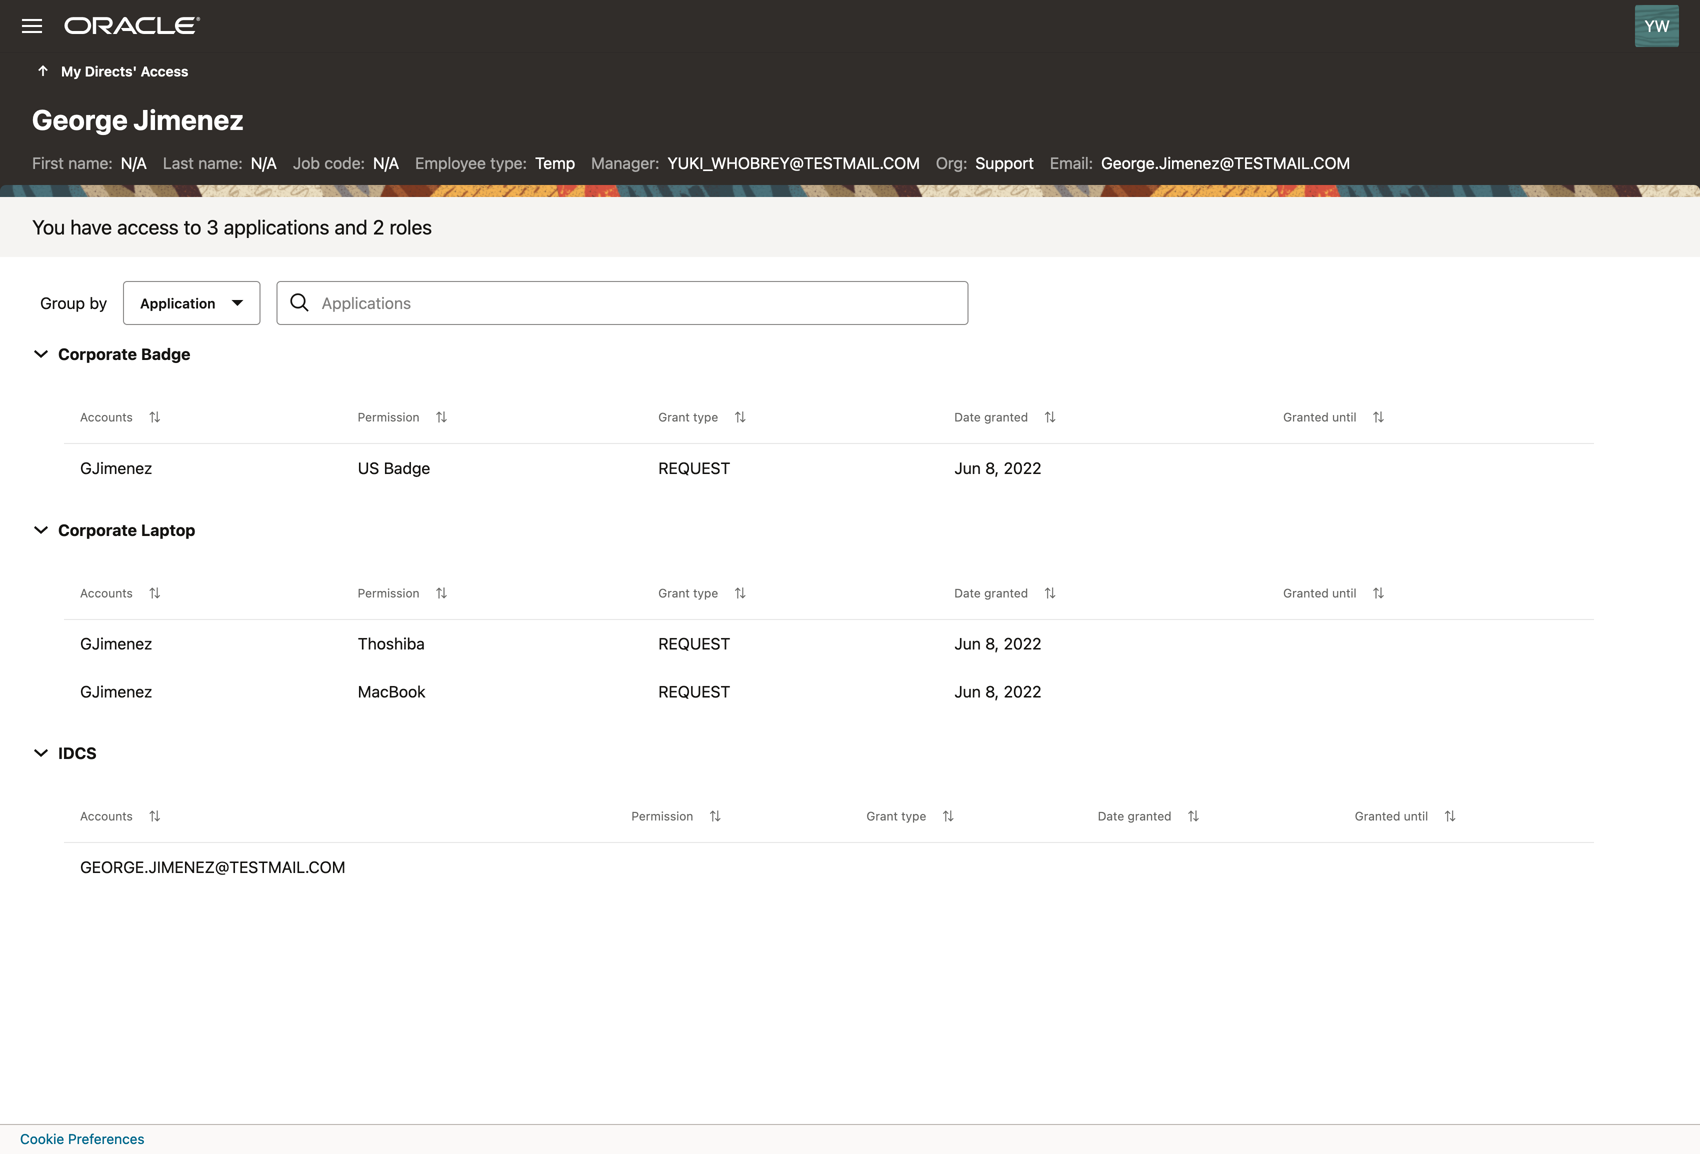 ORACLE
YW
My Directs' Access
George Jimenez
First name: N/A Last name: N/A Job code: N/A Employee type: Temp Manager: YUKI_WHOBREY@TESTMAIL.COM Org: Support Email: George.Jimenez@TESTMAIL.COM
You have access to 3 applications and 2 roles
Group by Application Applications
Corporate Badge
Accounts Permission Grant type Date granted Granted until
GJimenez US Badge REQUEST Jun 8, 2022
Corporate Laptop
Accounts Permission Grant type Date granted Granted until
GJimenez Thoshiba REQUEST Jun 8, 2022
GJimenez MacBook REQUEST Jun 8, 2022
IDCS
Accounts Permission Grant type Date granted Granted until
GEORGE.JIMENEZ@TESTMAIL.COM
Cookie Preferences